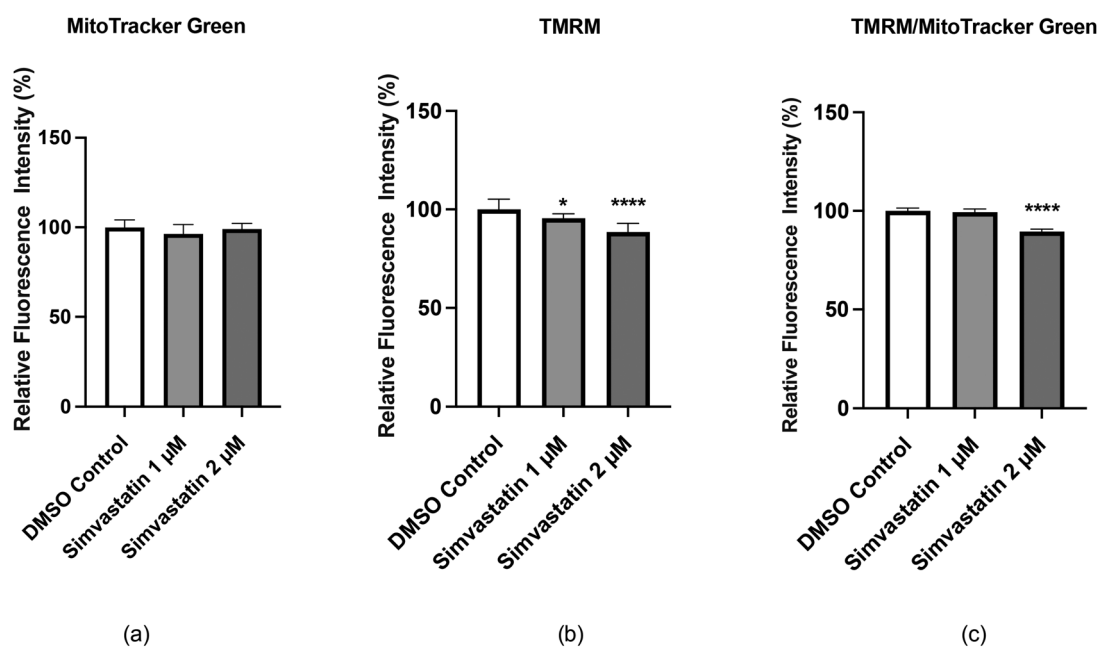 MitoTracker Green
Relative Fluorescence Intensity (%)
150
100
50
0
DMSO Control
Simvastatin 1 µM
Simvastatin 2 µM
(a)
TMRM
Relative Fluorescence Intensity (%)
150
100
50
0
*
****
DMSO Control
Simvastatin 1 µM
Simvastatin 2 µM
(b)
TMRM/MitoTracker Green
Relative Fluorescence Intensity (%)
150
100
50
0
****
DMSO Control
Simvastatin 1 µM
Simvastatin 2 µM
(c)